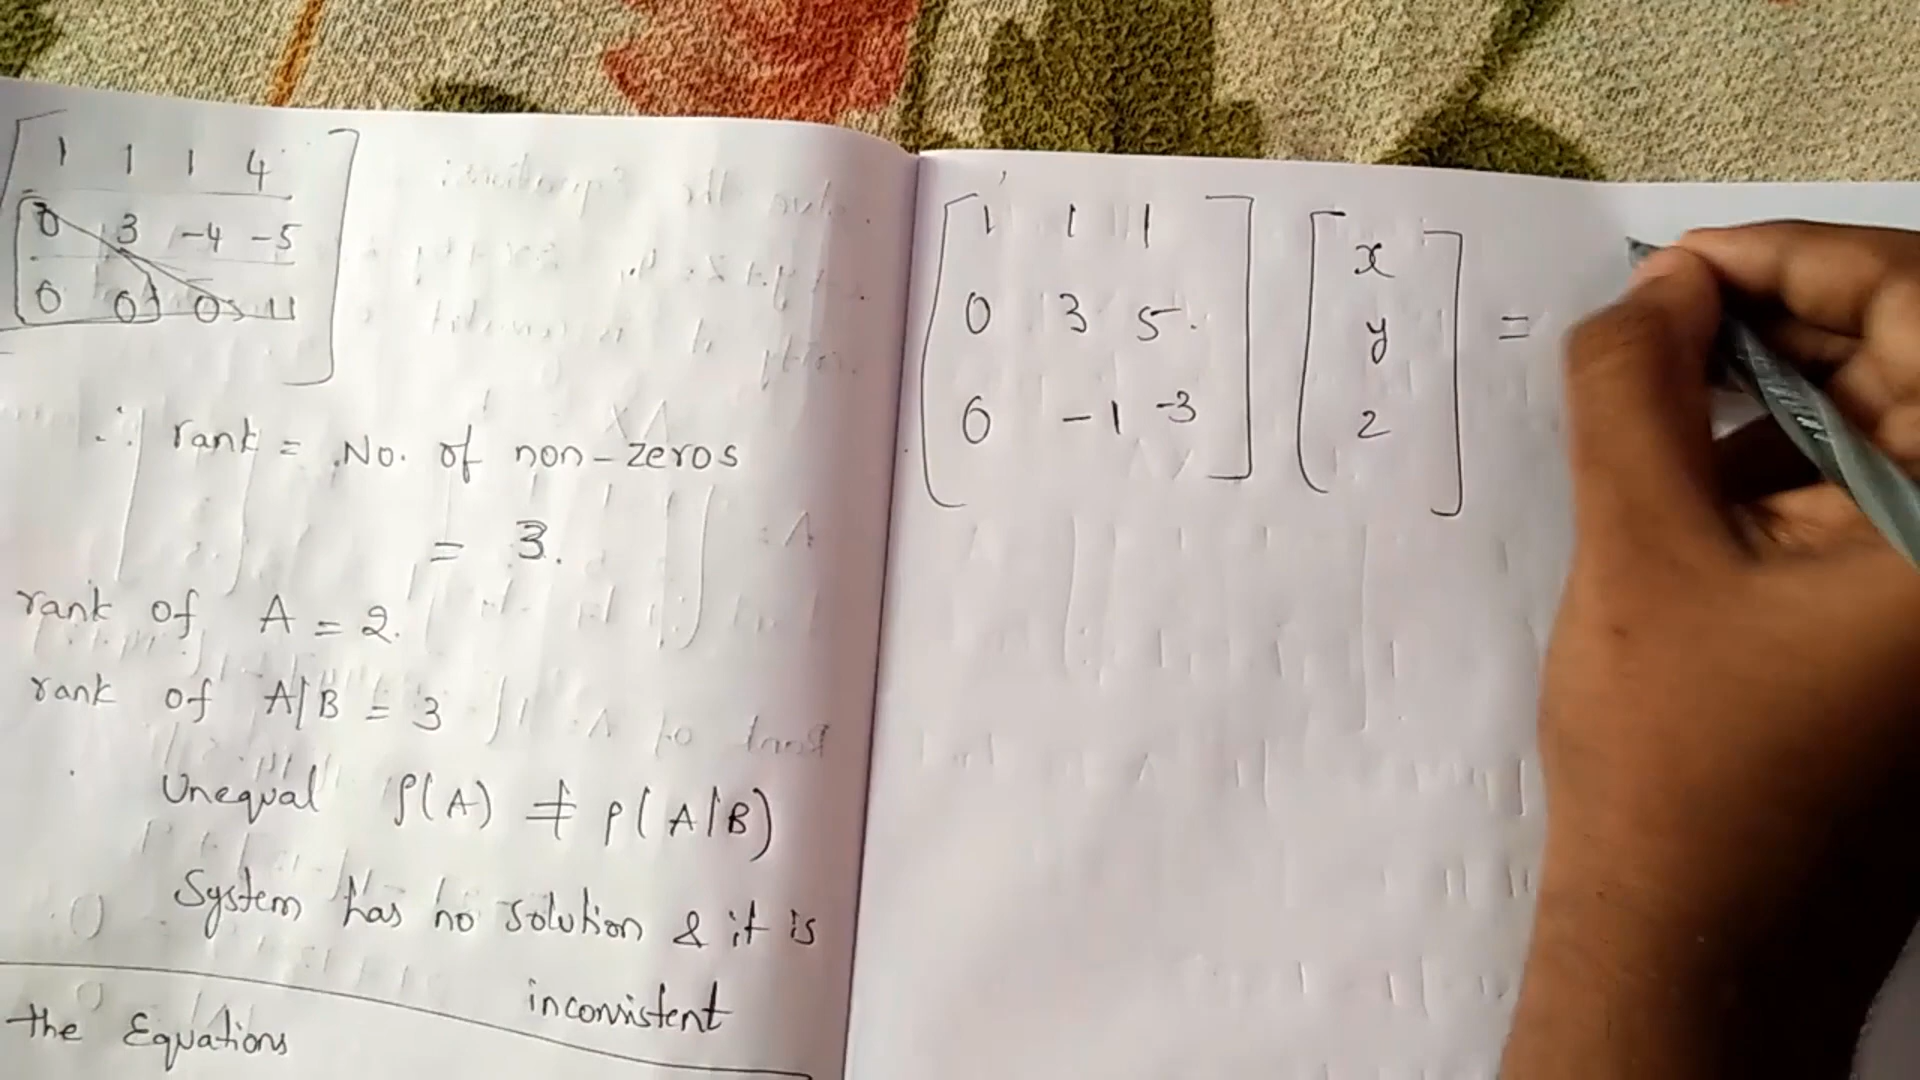 1 1 1 4
0 3 -4 -5
0 0 0 11
∴ rank = No. of non-zeros
= 3.
rank of A = 2.
rank of A/B = 3
Unequal ρ(A) ≠ ρ(A/B)
System has no solution & it is
inconsistent
the Equations
1 1 1 x
0 3 5 y =
0 -1 -3 z